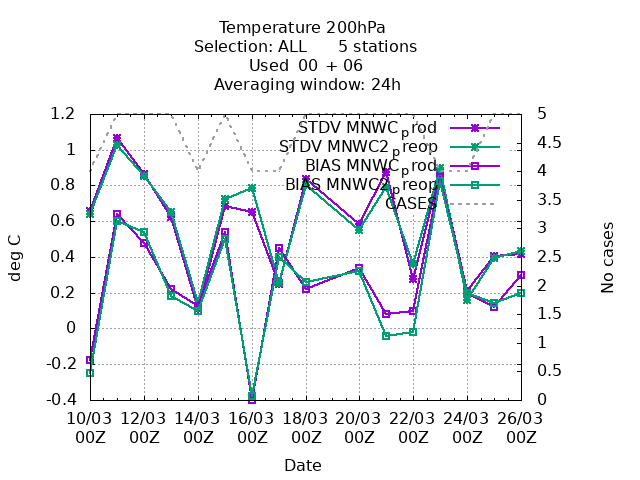 Temperature 200hPa
Selection: ALL 5 stations
Used 00 + 06
Averaging window: 24h
1.2
1
0.8
0.6
0.4
0.2
0
-0.2
-0.4
deg C
STDV MNWC_prod
STDV MNWC2_preop
BIAS MNWC_prod
BIAS MNWC2_preop
CASES
5
4.5
4
3.5
3
2.5
2
1.5
1
0.5
0
No cases
10/03 12/03 14/03 16/03 18/03 20/03 22/03 24/03 26/03
00Z 00Z 00Z 00Z 00Z 00Z 00Z 00Z 00Z
Date